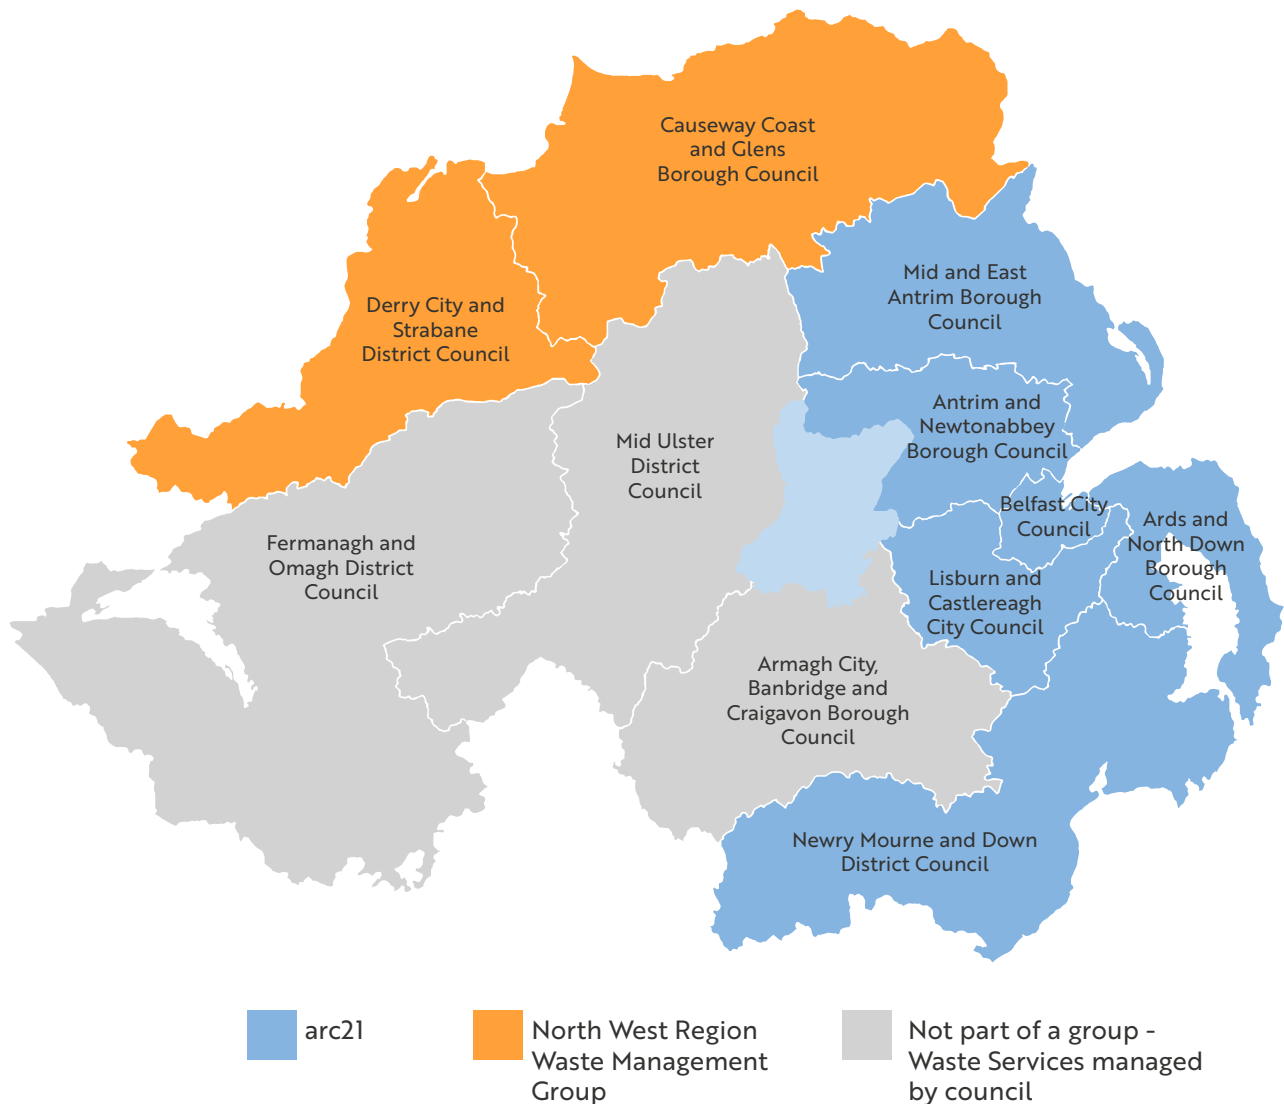 Causeway Coast
and Glens
Borough Council
Mid and East
Antrim Borough
Council
Derry City and
Strabane
District Council
Antrim and
Newtonabbey
Borough Council
Mid Ulster
District
Council
Belfast City
Council
Ards and
North Down
Borough
Council
Fermanagh and
Omagh District
Council
Lisburn and
Castlereagh
City Council
Armagh City,
Banbridge and
Craigavon Borough
Council
Newry Mourne and Down
District Council
arc21
North West Region
Waste Management
Group
Not part of a group -
Waste Services managed
by council